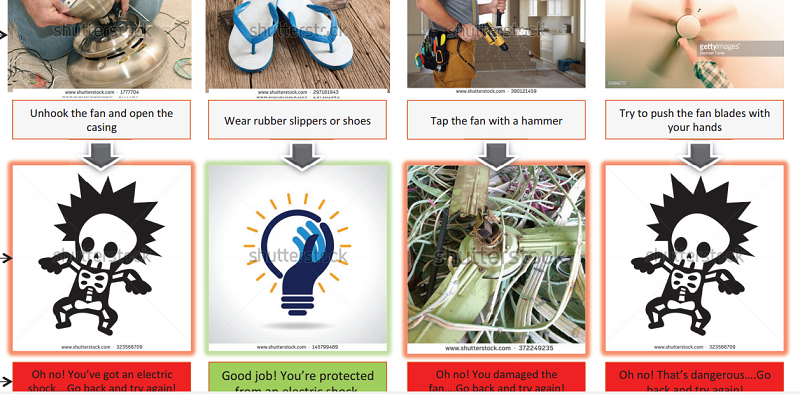 shutterstock
shutterstock
shutterstock
gettyimages
www.shutterstock.com · 1777704
www.shutterstock.com · 297161943
www.shutterstock.com · 390121459
Unhook the fan and open the
casing
Wear rubber slippers or shoes
Tap the fan with a hammer
Try to push the fan blades with
your hands
shutterstock
shutterstock
shutterstock
shutterstock
www.shutterstock.com · 323566709
www.shutterstock.com · 145799489
www.shutterstock.com · 372249235
www.shutterstock.com · 323566709
Oh no! You've got an electric
shock....Go back and try again!
Good job! You're protected
from an electric shock
Oh no! You damaged the
fan....Go back and try again!
Oh no! That's dangerous....Go
back and try again!